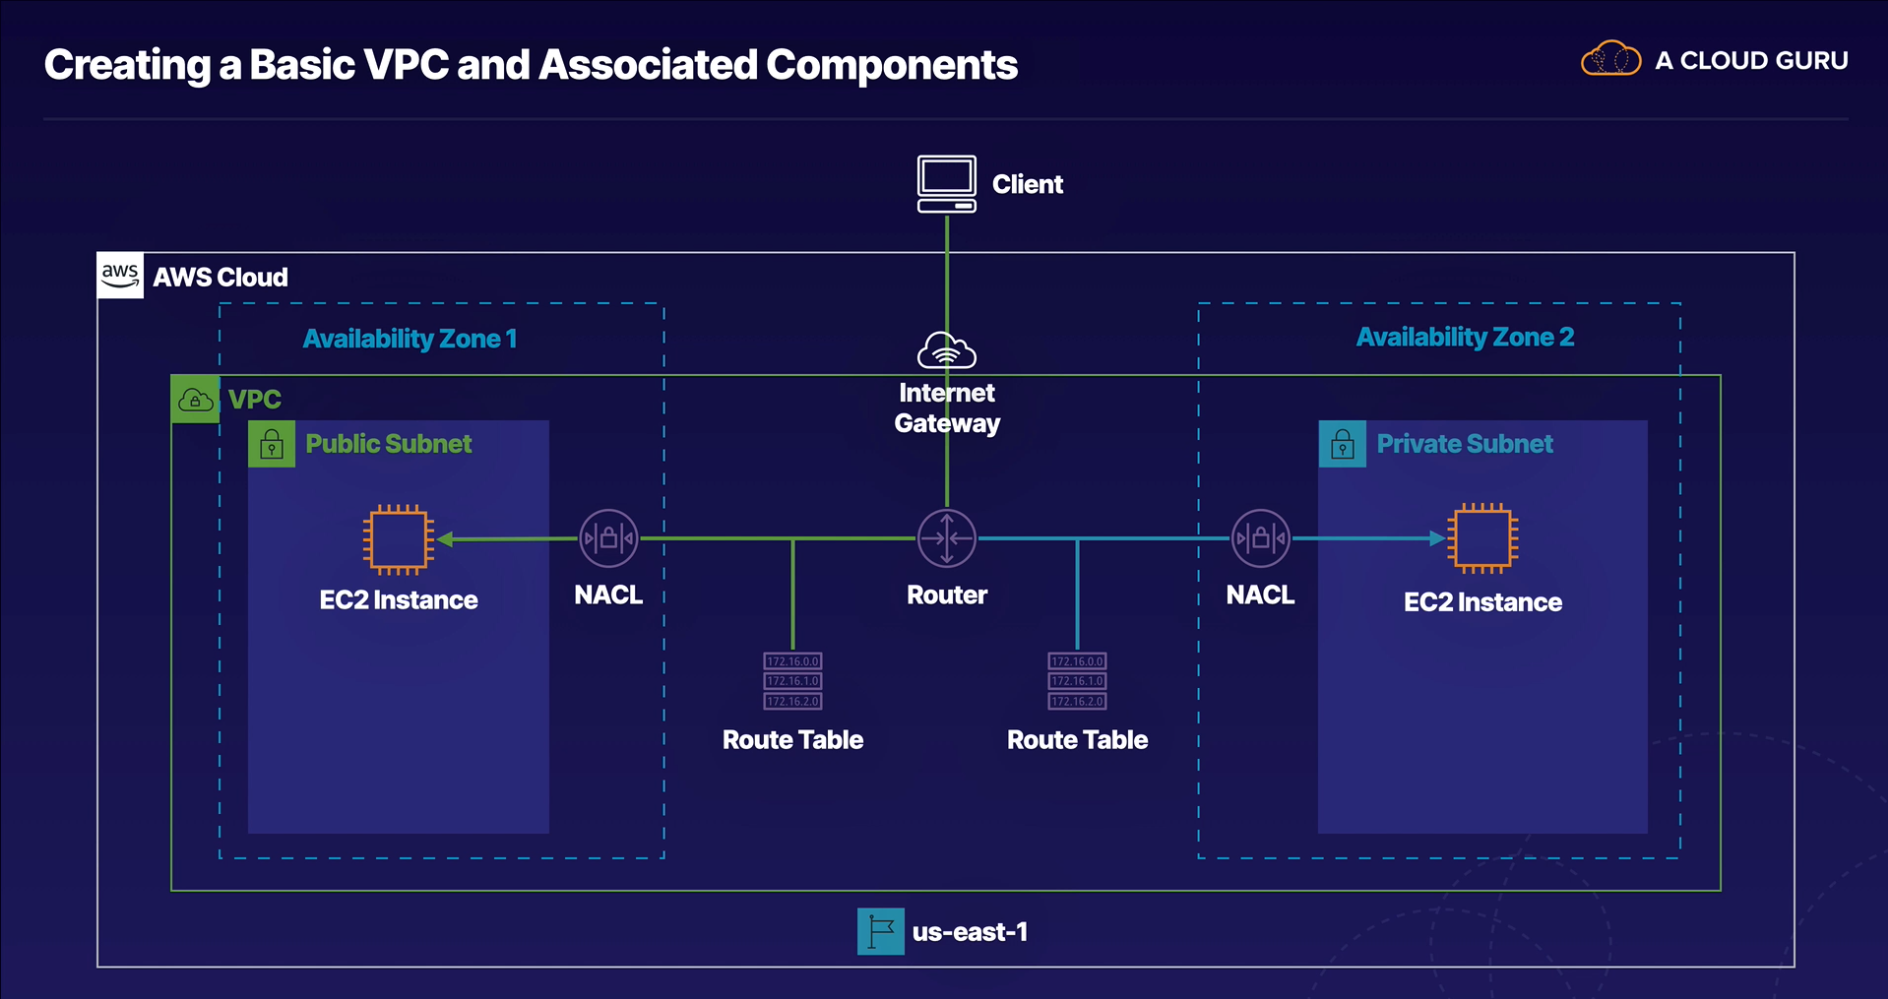 Creating a Basic VPC and Associated Components
A CLOUD GURU
Client
aws
AWS Cloud
Availability Zone 1
Availability Zone 2
VPC
Internet
Gateway
Public Subnet
Private Subnet
EC2 Instance
NACL
Router
NACL
EC2 Instance
172.16.0.0
172.16.1.0
172.16.2.0
Route Table
172.16.0.0
172.16.1.0
172.16.2.0
Route Table
us-east-1